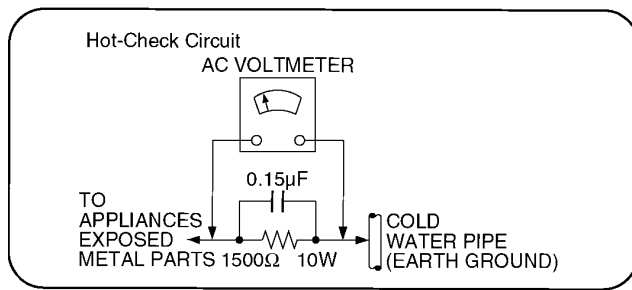 Hot-Check Circuit
AC VOLTMETER
0.15µF
TO
APPLIANCES
EXPOSED
METAL PARTS
1500Ω
10W
COLD
WATER PIPE
(EARTH GROUND)